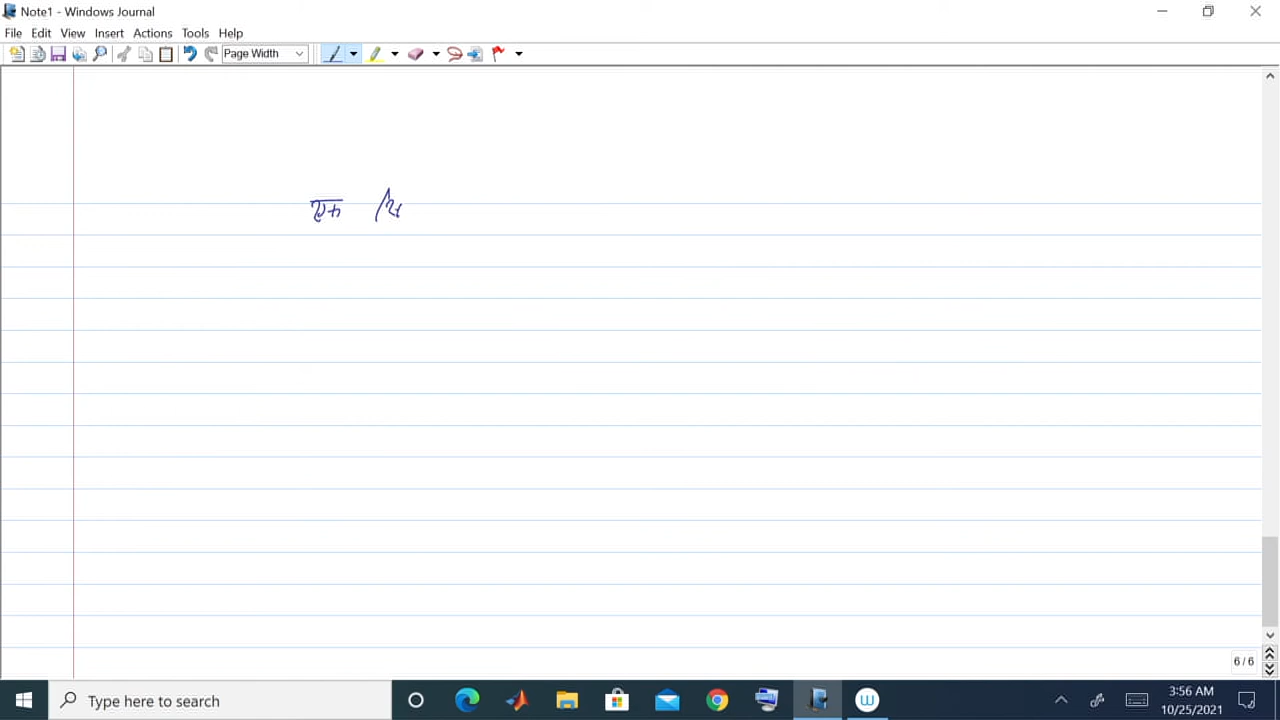 Note1 - Windows Journal
File Edit View Insert Actions Tools Help
Page Width
6 / 6
Type here to search
3:56 AM
10/25/2021